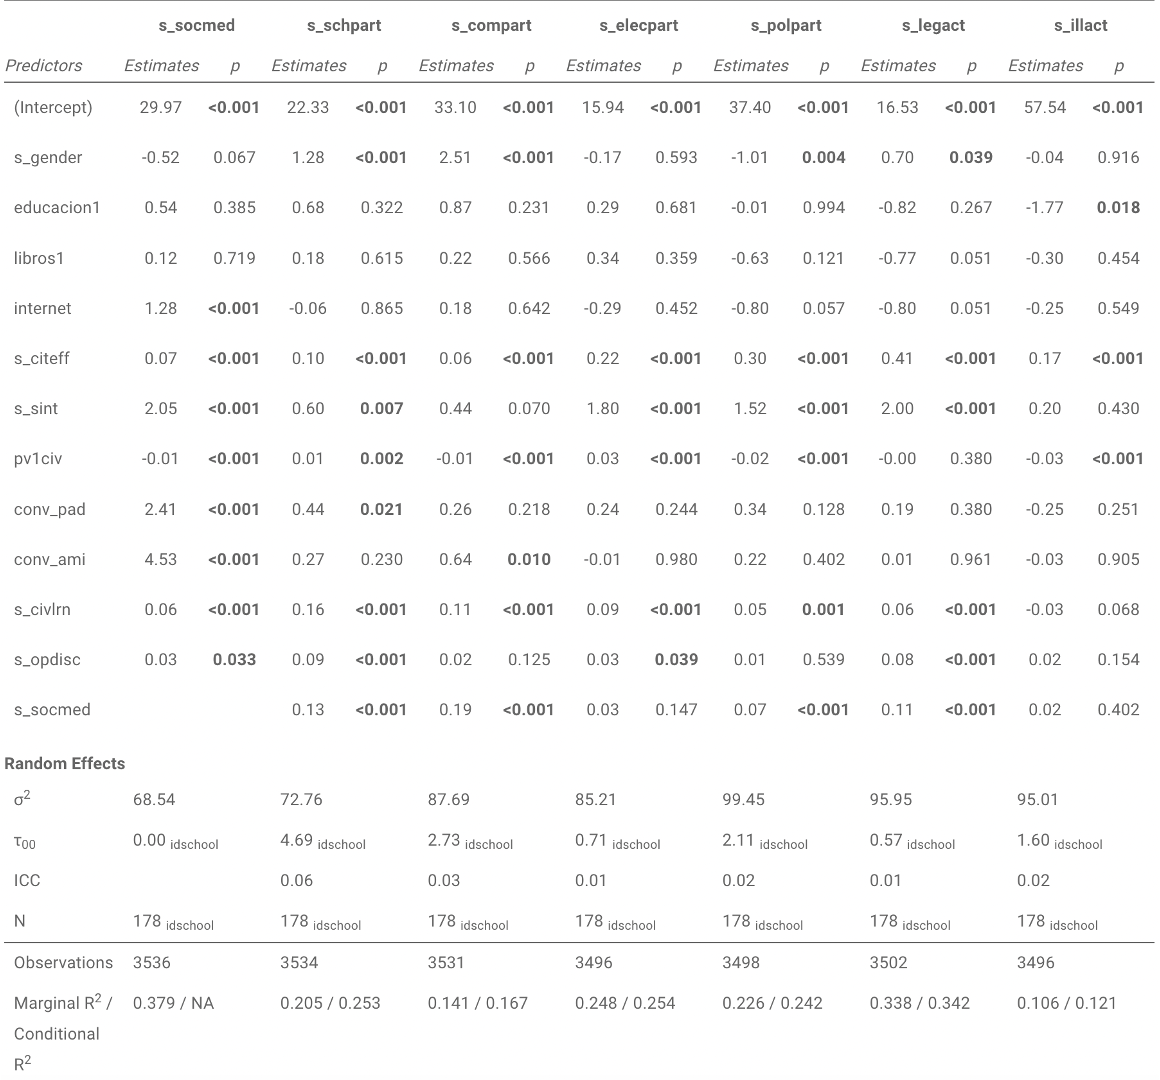 s_socmed s_schpart s_compart s_elecpart s_polpart s_legact s_illact
Predictors Estimates p Estimates p Estimates p Estimates p Estimates p Estimates p Estimates p
(Intercept) 29.97 <0.001 22.33 <0.001 33.10 <0.001 15.94 <0.001 37.40 <0.001 16.53 <0.001 57.54 <0.001
s_gender -0.52 0.067 1.28 <0.001 2.51 <0.001 -0.17 0.593 -1.01 0.004 0.70 0.039 -0.04 0.916
educacion1 0.54 0.385 0.68 0.322 0.87 0.231 0.29 0.681 -0.01 0.994 -0.82 0.267 -1.77 0.018
libros1 0.12 0.719 0.18 0.615 0.22 0.566 0.34 0.359 -0.63 0.121 -0.77 0.051 -0.30 0.454
internet 1.28 <0.001 -0.06 0.865 0.18 0.642 -0.29 0.452 -0.80 0.057 -0.80 0.051 -0.25 0.549
s_citeff 0.07 <0.001 0.10 <0.001 0.06 <0.001 0.22 <0.001 0.30 <0.001 0.41 <0.001 0.17 <0.001
s_sint 2.05 <0.001 0.60 0.007 0.44 0.070 1.80 <0.001 1.52 <0.001 2.00 <0.001 0.20 0.430
pv1civ -0.01 <0.001 0.01 0.002 -0.01 <0.001 0.03 <0.001 -0.02 <0.001 -0.00 0.380 -0.03 <0.001
conv_pad 2.41 <0.001 0.44 0.021 0.26 0.218 0.24 0.244 0.34 0.128 0.19 0.380 -0.25 0.251
conv_ami 4.53 <0.001 0.27 0.230 0.64 0.010 -0.01 0.980 0.22 0.402 0.01 0.961 -0.03 0.905
s_civlrn 0.06 <0.001 0.16 <0.001 0.11 <0.001 0.09 <0.001 0.05 0.001 0.06 <0.001 -0.03 0.068
s_opdisc 0.03 0.033 0.09 <0.001 0.02 0.125 0.03 0.039 0.01 0.539 0.08 <0.001 0.02 0.154
s_socmed 0.13 <0.001 0.19 <0.001 0.03 0.147 0.07 <0.001 0.11 <0.001 0.02 0.402
Random Effects
σ² 68.54 72.76 87.69 85.21 99.45 95.95 95.01
τ₀₀ 0.00 idschool 4.69 idschool 2.73 idschool 0.71 idschool 2.11 idschool 0.57 idschool 1.60 idschool
ICC 0.06 0.03 0.01 0.02 0.01 0.02
N 178 idschool 178 idschool 178 idschool 178 idschool 178 idschool 178 idschool 178 idschool
Observations 3536 3534 3531 3496 3498 3502 3496
Marginal R² / 0.379 / NA 0.205 / 0.253 0.141 / 0.167 0.248 / 0.254 0.226 / 0.242 0.338 / 0.342 0.106 / 0.121
Conditional
R²